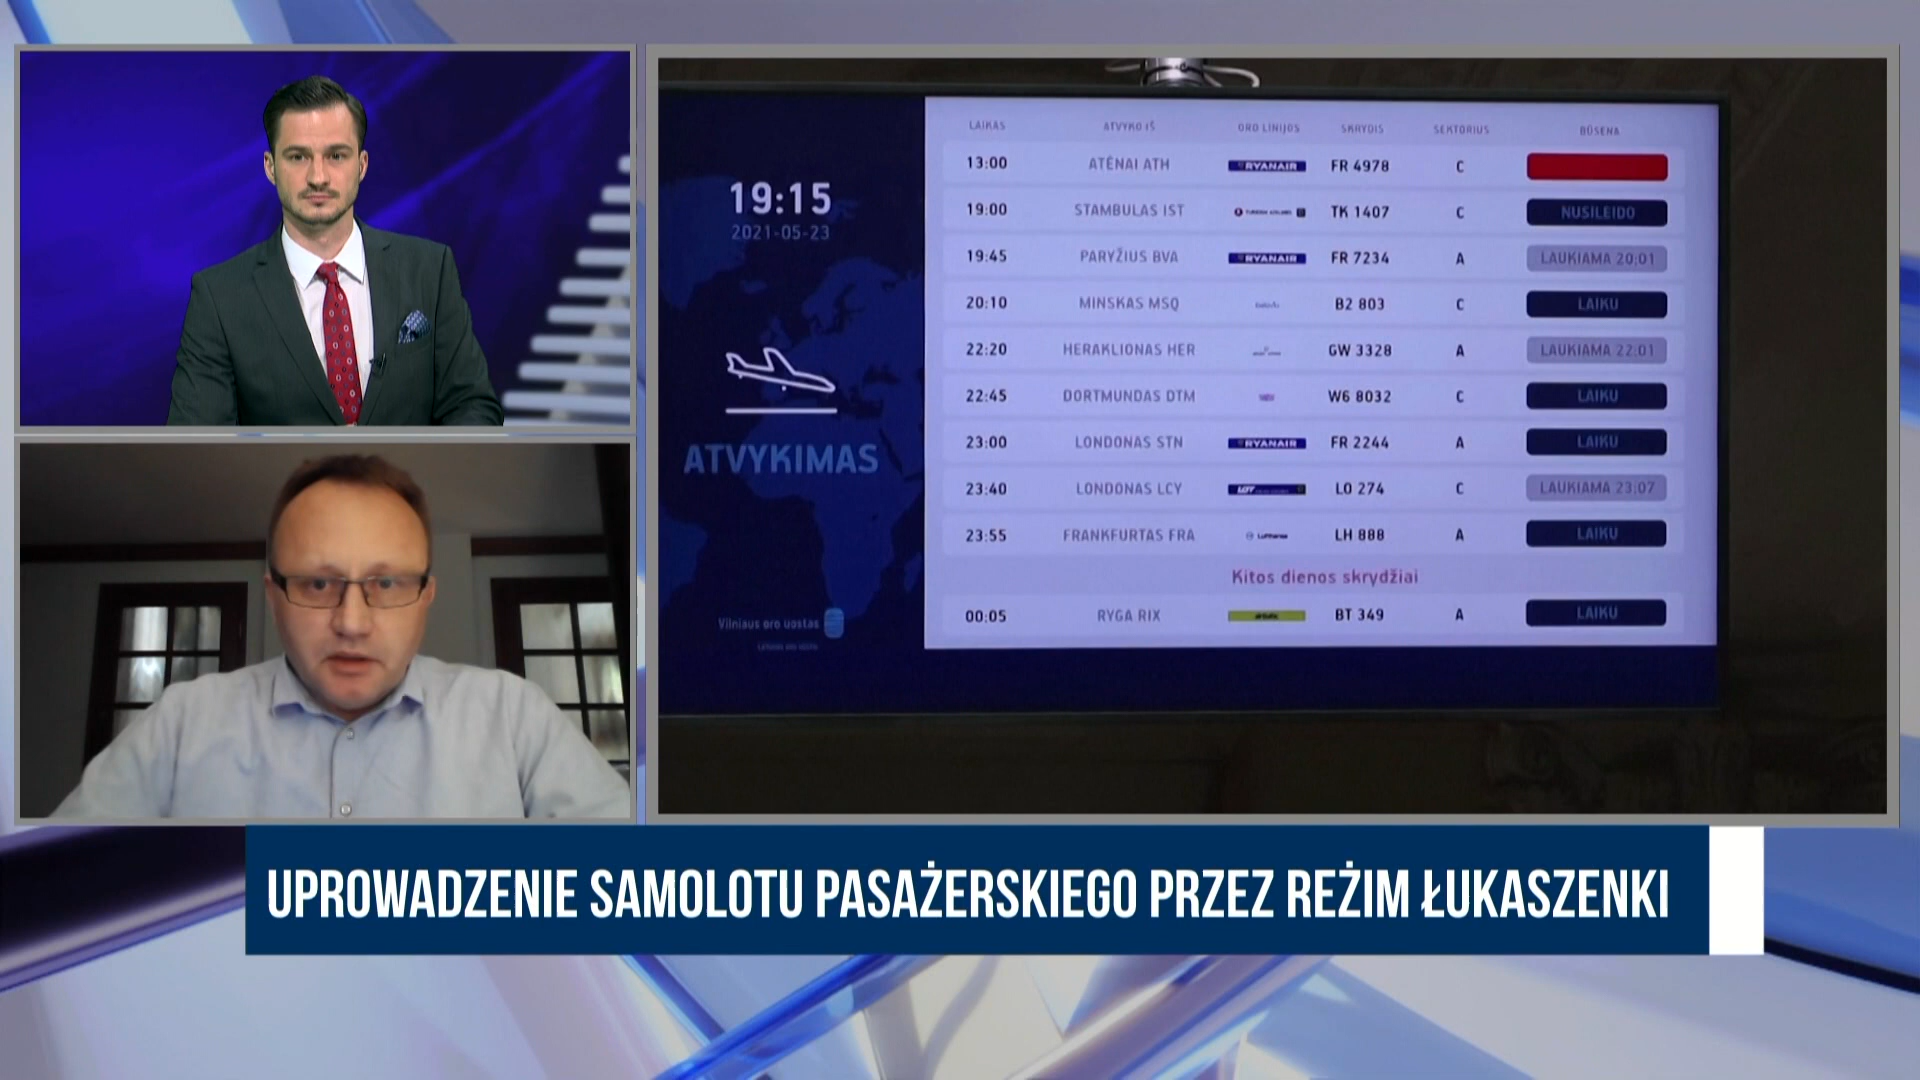 19:15
2021-05-23
ATVYKIMAS
Vilniaus oro uostas
LAIKAS ATVYKO IŠ ORO LINIJOS SKRYDIS SEKTORIUS BŪSENA
13:00 ATĖNAI ATH RYANAIR FR 4978 C
19:00 STAMBULAS IST TURKISH AIRLINES TK 1407 C NUSILEIDO
19:45 PARYŽIUS BVA RYANAIR FR 7234 A LAUKIAMA 20:01
20:10 MINSKAS MSQ B2 803 C LAIKU
22:20 HERAKLIONAS HER GW 3328 A LAUKIAMA 22:01
22:45 DORTMUNDAS DTM W6 8032 C LAIKU
23:00 LONDONAS STN RYANAIR FR 2244 A LAIKU
23:40 LONDONAS LCY LOT LO 274 C LAUKIAMA 23:07
23:55 FRANKFURTAS FRA Lufthansa LH 888 A LAIKU
Kitos dienos skrydžiai
00:05 RYGA RIX BT 349 A LAIKU
UPROWADZENIE SAMOLOTU PASAŻERSKIEGO PRZEZ REŻIM ŁUKASZENKI